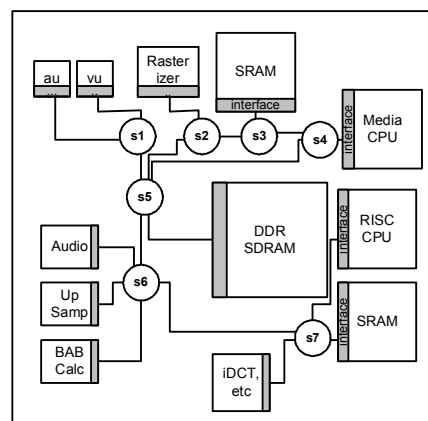 au
...
vu
..
Raster
izer
..
SRAM
interface
s1
s2
s3
s4
interface
Media
CPU
s5
DDR
SDRAM
interface
RISC
CPU
Audio
Up
Samp
s6
BAB
Calc
s7
interface
SRAM
iDCT,
etc